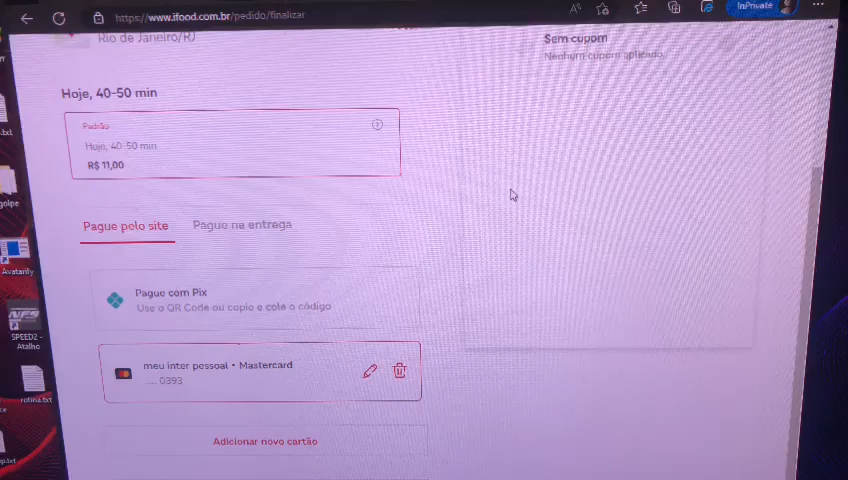 https://www.ifood.com.br/pedido/finalizar
InPrivate
Rio de Janeiro/RJ
Sem cupom
Nenhum cupom aplicado
Hoje, 40-50 min
Padrão
Hoje, 40-50 min
R$ 11,00
Pague pelo site
Pague na entrega
Pague com Pix
Use o QR Code ou copie e cole o código
meu inter pessoal • Mastercard
.... 0393
Adicionar novo cartão
.txt
golpe
Avatarify
SPEED2 -
Atalho
rotina.txt